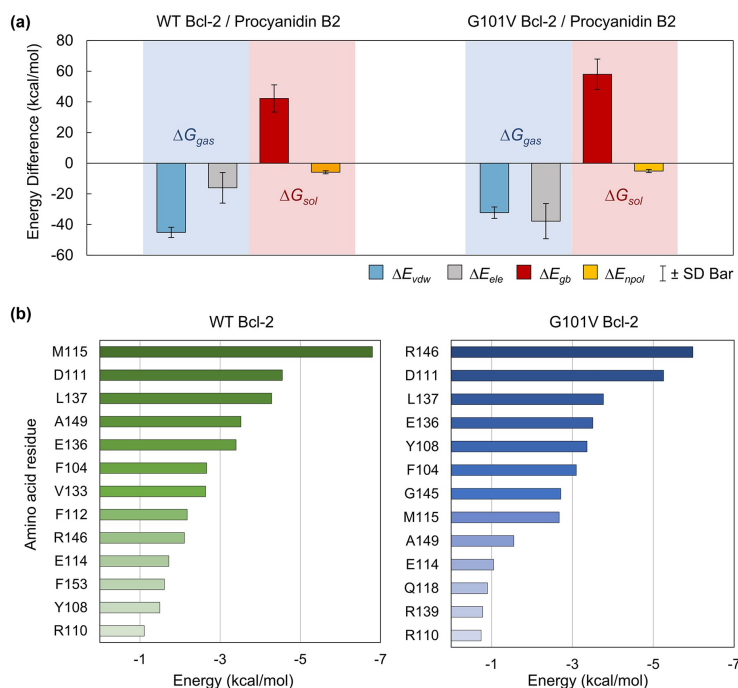 (a)
WT Bcl-2 / Procyanidin B2
G101V Bcl-2 / Procyanidin B2
Energy Difference (kcal/mol)
80
60
40
20
0
-20
-40
-60
ΔGgas
ΔGsol
ΔGgas
ΔGsol
ΔEvdw
ΔEele
ΔEgb
ΔEnpol
± SD Bar
(b)
WT Bcl-2
Amino acid residue
M115
D111
L137
A149
E136
F104
V133
F112
R146
E114
F153
Y108
R110
-1
-3
-5
-7
Energy (kcal/mol)
G101V Bcl-2
R146
D111
L137
E136
Y108
F104
G145
M115
A149
E114
Q118
R139
R110
-1
-3
-5
-7
Energy (kcal/mol)